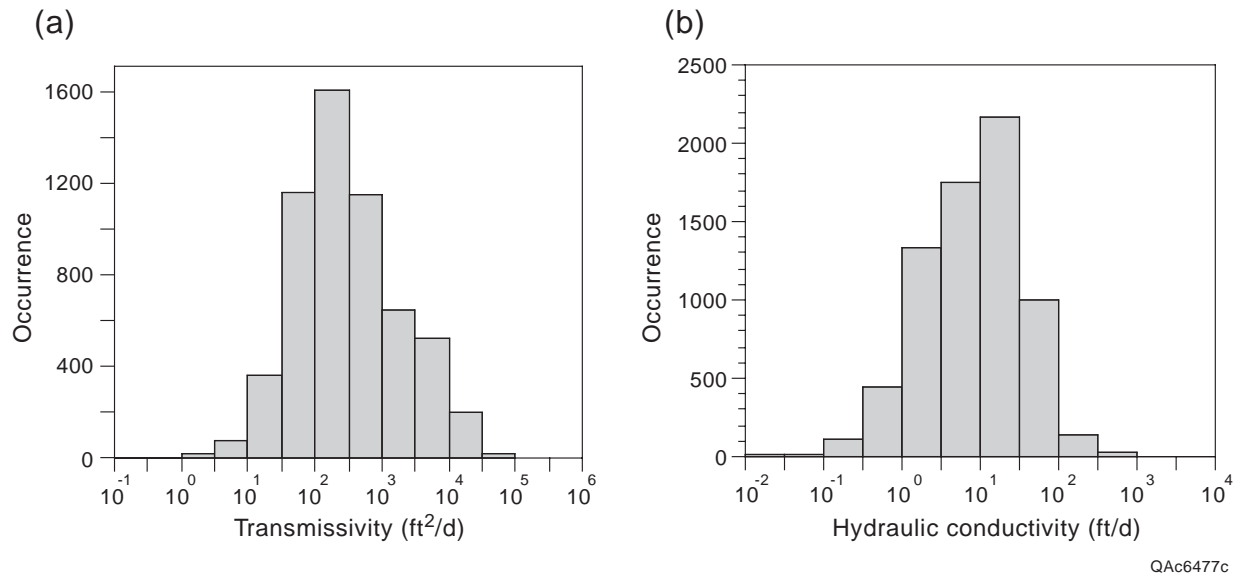 (a)
1600
1200
800
400
0
Occurrence
10^-1 10^0 10^1 10^2 10^3 10^4 10^5 10^6
Transmissivity (ft^2/d)
(b)
2500
2000
1500
1000
500
0
Occurrence
10^-2 10^-1 10^0 10^1 10^2 10^3 10^4
Hydraulic conductivity (ft/d)
QAc6477c